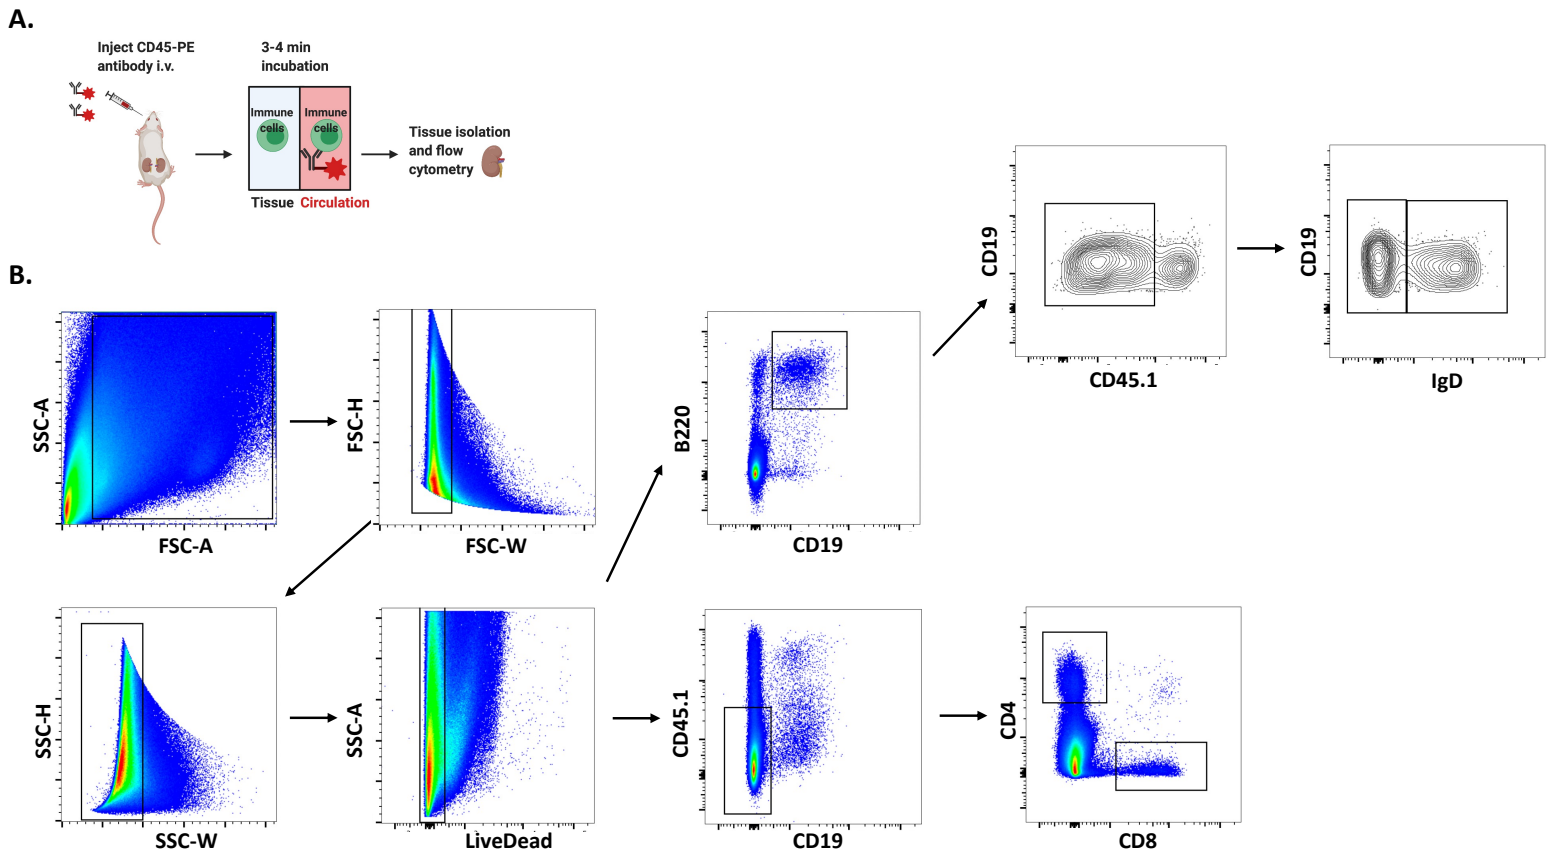 A.
Inject CD45-PE
antibody i.v.
3-4 min
incubation
Immune
cells
Immune
cells
Tissue
Circulation
Tissue isolation
and flow
cytometry
B.
SSC-A
FSC-A
FSC-H
FSC-W
B220
CD19
CD19
CD45.1
CD19
IgD
SSC-H
SSC-W
SSC-A
LiveDead
CD45.1
CD19
CD4
CD8